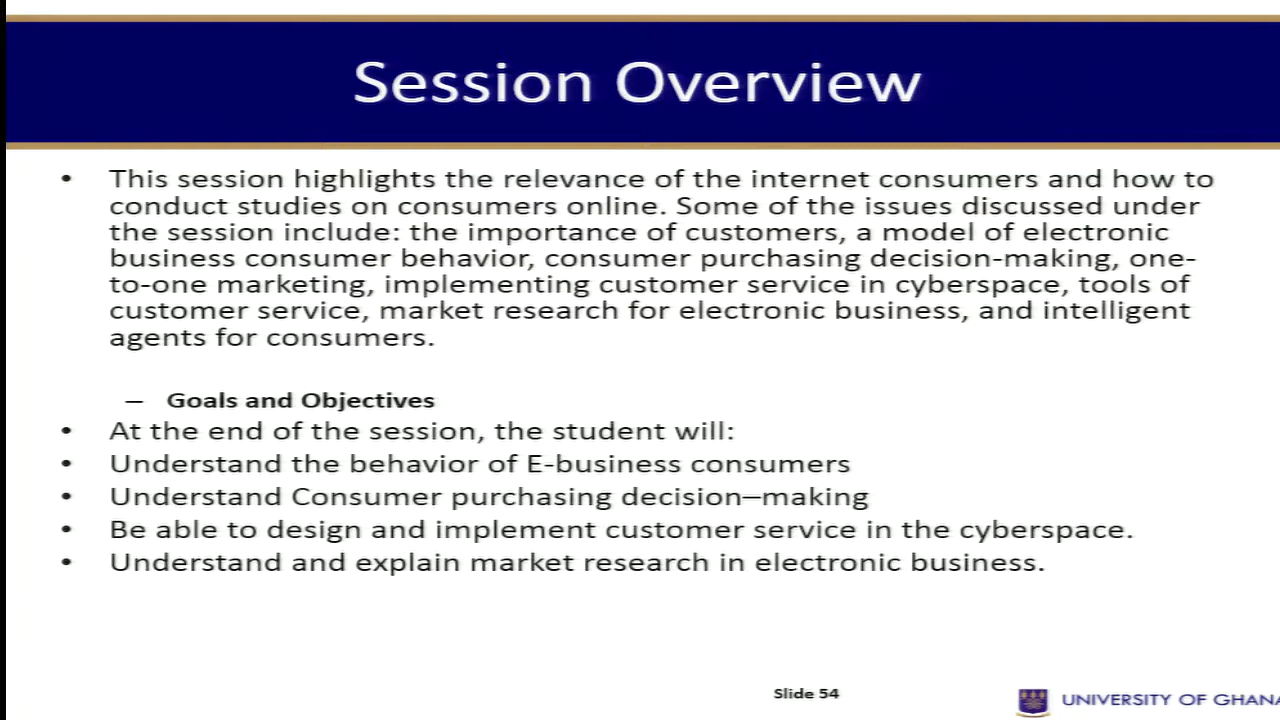 Session Overview
• This session highlights the relevance of the internet consumers and how to
conduct studies on consumers online. Some of the issues discussed under
the session include: the importance of customers, a model of electronic
business consumer behavior, consumer purchasing decision-making, one-
to-one marketing, implementing customer service in cyberspace, tools of
customer service, market research for electronic business, and intelligent
agents for consumers.
– Goals and Objectives
• At the end of the session, the student will:
• Understand the behavior of E-business consumers
• Understand Consumer purchasing decision–making
• Be able to design and implement customer service in the cyberspace.
• Understand and explain market research in electronic business.
Slide 54
UNIVERSITY OF GHANA